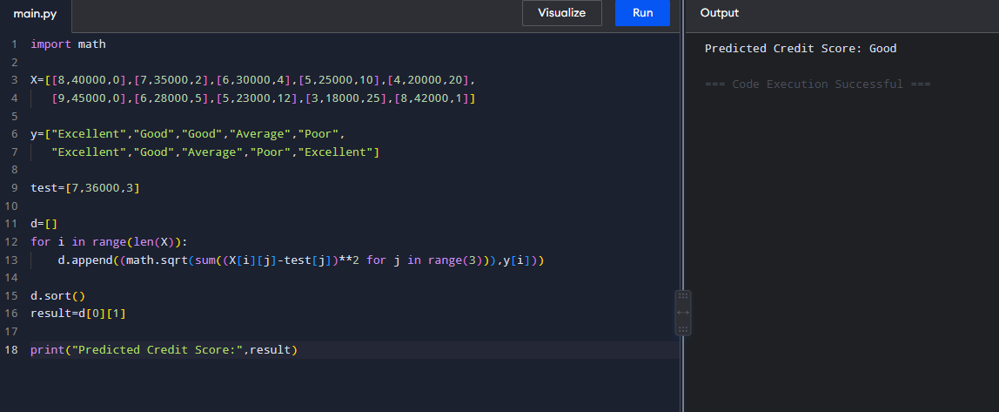 main.py
Visualize
Run
Output
1 import math
2
3 X=[[8,40000,0],[7,35000,2],[6,30000,4],[5,25000,10],[4,20000,20],
4    [9,45000,0],[6,28000,5],[5,23000,12],[3,18000,25],[8,42000,1]]
5
6 y=["Excellent","Good","Good","Average","Poor",
7    "Excellent","Good","Average","Poor","Excellent"]
8
9 test=[7,36000,3]
10
11 d=[]
12 for i in range(len(X)):
13     d.append((math.sqrt(sum((X[i][j]-test[j])**2 for j in range(3))),y[i]))
14
15 d.sort()
16 result=d[0][1]
17
18 print("Predicted Credit Score:",result)
Predicted Credit Score: Good
=== Code Execution Successful ===